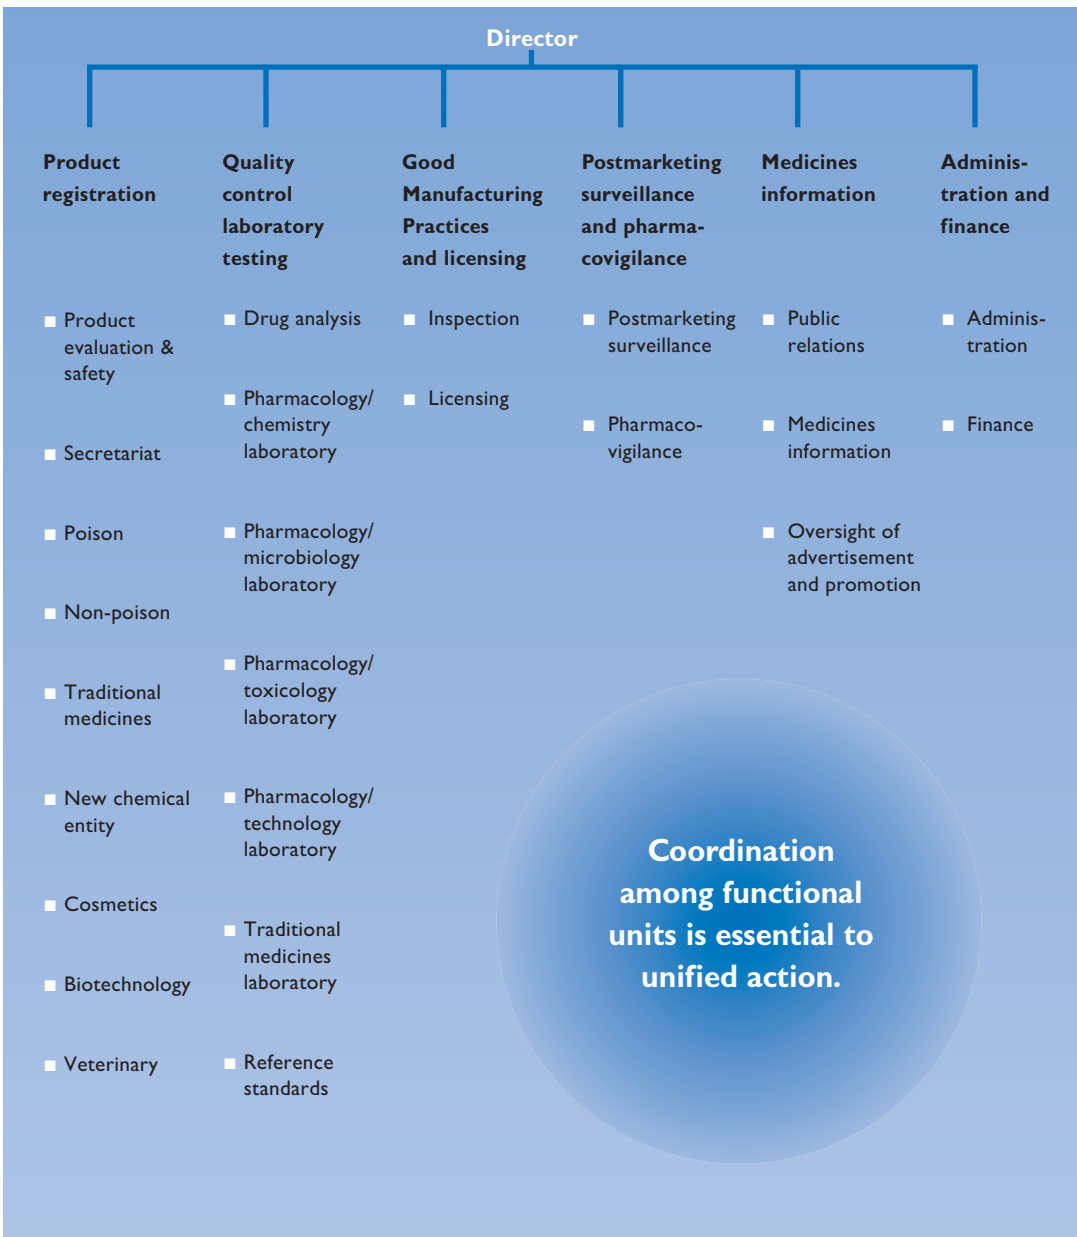 Director
Product
registration
Quality
control
laboratory
testing
Good
Manufacturing
Practices
and licensing
Postmarketing
surveillance
and pharma-
covigilance
Medicines
information
Adminis-
tration and
finance
Product
evaluation &
safety
Secretariat
Poison
Non-poison
Traditional
medicines
New chemical
entity
Cosmetics
Biotechnology
Veterinary
Drug analysis
Pharmacology/
chemistry
laboratory
Pharmacology/
microbiology
laboratory
Pharmacology/
toxicology
laboratory
Pharmacology/
technology
laboratory
Traditional
medicines
laboratory
Reference
standards
Inspection
Licensing
Postmarketing
surveillance
Pharmaco-
vigilance
Public
relations
Medicines
information
Oversight of
advertisement
and promotion
Adminis-
tration
Finance
Coordination
among functional
units is essential to
unified action.